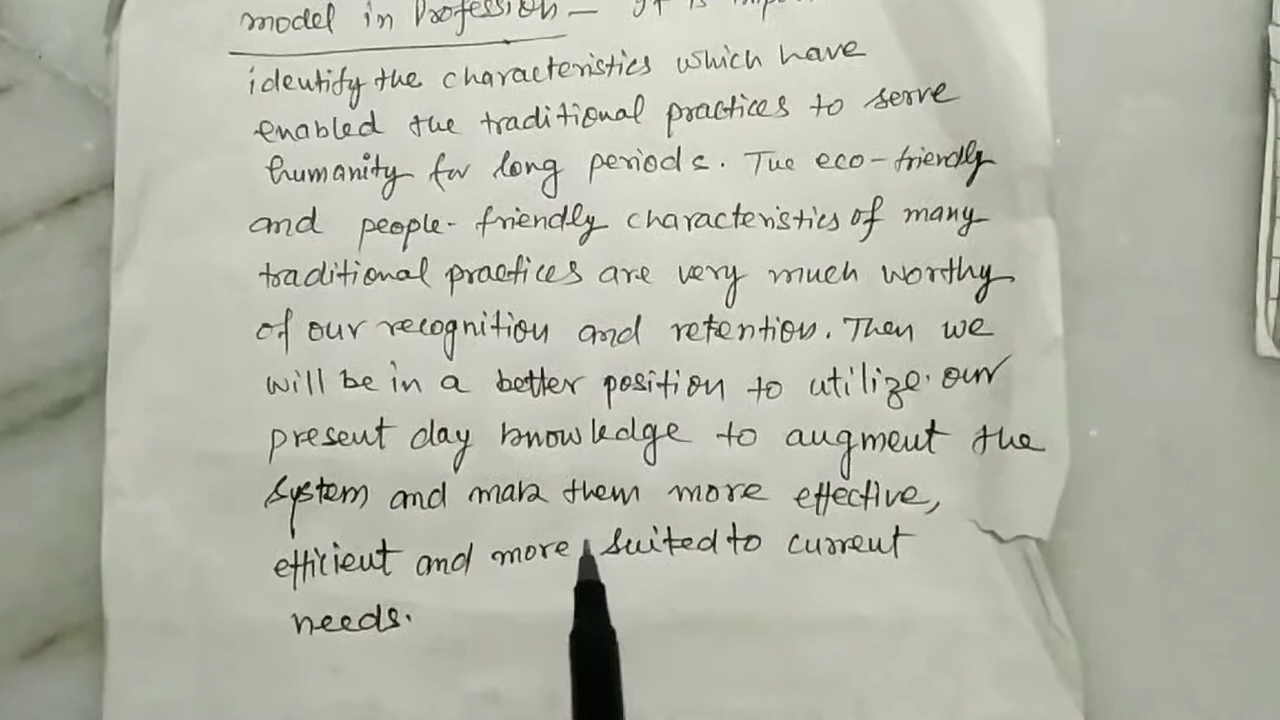 model in Profession – It is
identify the characteristics which have
enabled the traditional practices to serve
humanity for long periods. The eco-friendly
and people-friendly characteristics of many
traditional practices are very much worthy
of our recognition and retention. Then we
will be in a better position to utilize our
present day knowledge to augment the
system and make them more effective,
efficient and more suited to current
needs.